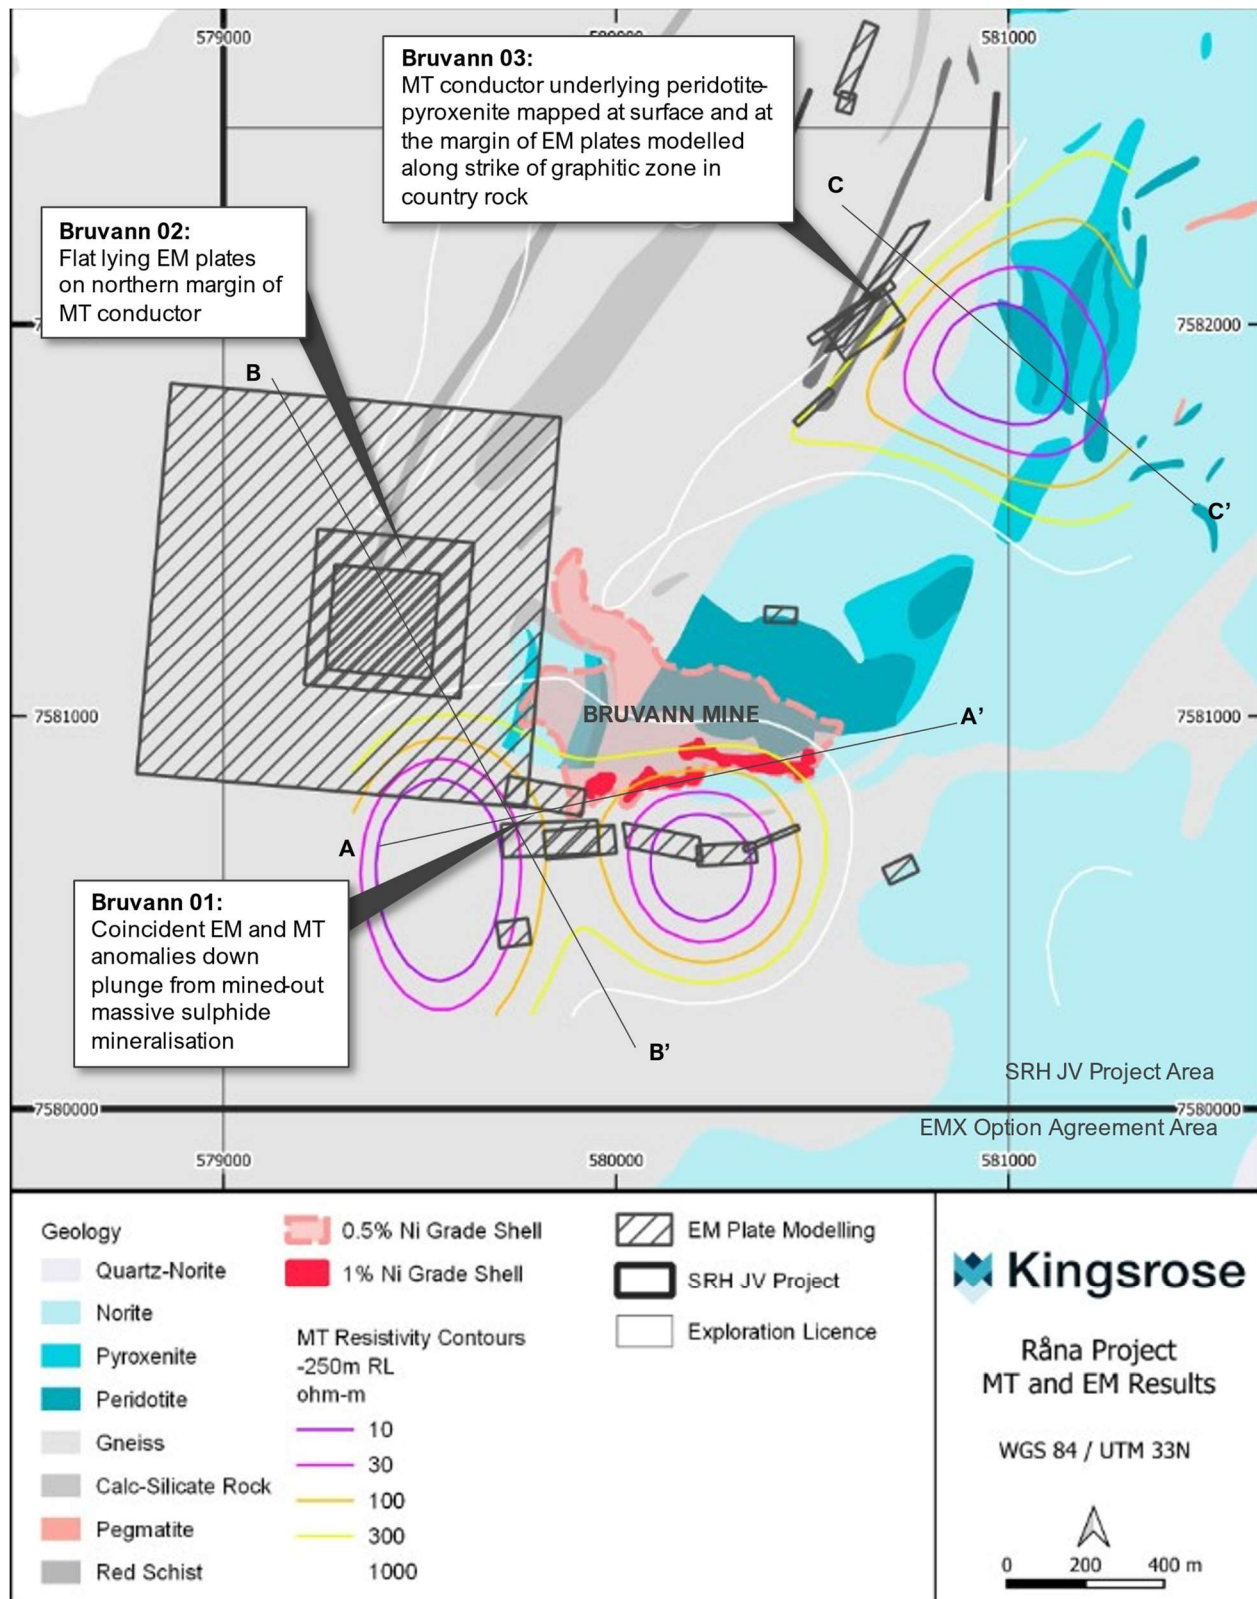 579000
580000
581000
Bruvann 03:
MT conductor underlying peridotite-
pyroxenite mapped at surface and at
the margin of EM plates modelled
along strike of graphitic zone in
country rock
C
Bruvann 02:
Flat lying EM plates
on northern margin of
MT conductor
7582000
B
C’
7581000
BRUVANN MINE
A’
7581000
A
Bruvann 01:
Coincident EM and MT
anomalies down
plunge from mined-out
massive sulphide
mineralisation
B’
SRH JV Project Area
7580000
7580000
EMX Option Agreement Area
579000
580000
581000
Geology
Quartz-Norite
Norite
Pyroxenite
Peridotite
Gneiss
Calc-Silicate Rock
Pegmatite
Red Schist
0.5% Ni Grade Shell
1% Ni Grade Shell
MT Resistivity Contours
-250m RL
ohm-m
10
30
100
300
1000
EM Plate Modelling
SRH JV Project
Exploration Licence
Kingsrose
Råna Project
MT and EM Results
WGS 84 / UTM 33N
0 200 400 m